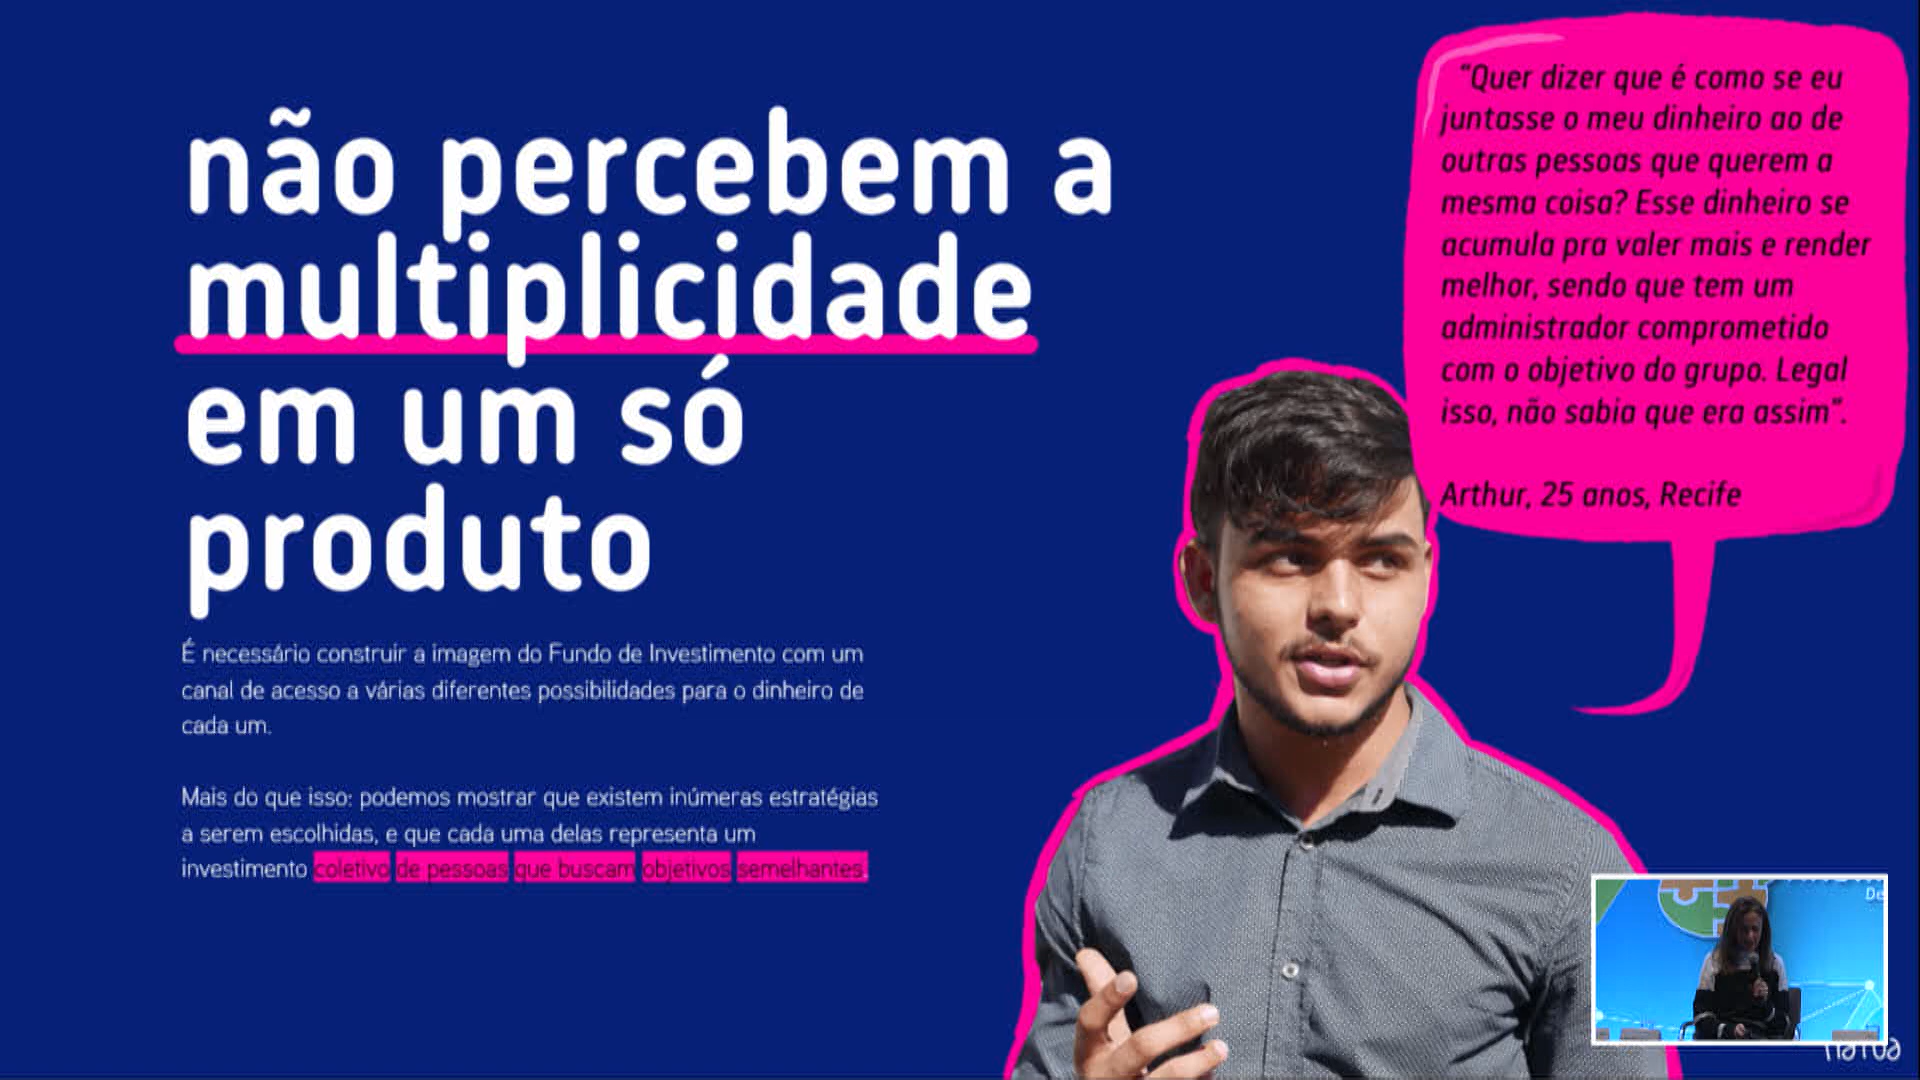 não percebem a
multiplicidade
em um só
produto
É necessário construir a imagem do Fundo de Investimento com um
canal de acesso a várias diferentes possibilidades para o dinheiro de
cada um.
Mais do que isso: podemos mostrar que existem inúmeras estratégias
a serem escolhidas, e que cada uma delas representa um
investimento coletivo de pessoas que buscam objetivos semelhantes.
"Quer dizer que é como se eu
juntasse o meu dinheiro ao de
outras pessoas que querem a
mesma coisa? Esse dinheiro se
acumula pra valer mais e render
melhor, sendo que tem um
administrador comprometido
com o objetivo do grupo. Legal
isso, não sabia que era assim".
Arthur, 25 anos, Recife